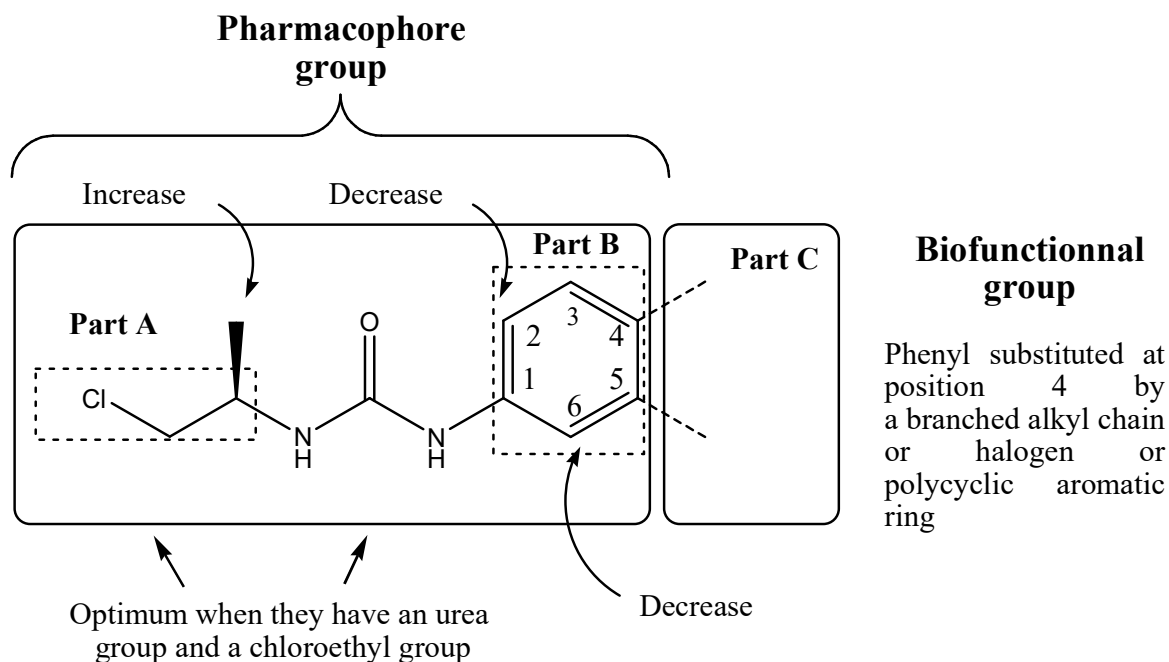 Pharmacophore
group
Increase
Decrease
Part B
Part C
Part A
O
2
3
4
Cl
1
5
6
N
H
N
H
Biofunctionnal
group
Phenyl substituted at
position 4 by
a branched alkyl chain
or halogen or
polycyclic aromatic
ring
Decrease
Optimum when they have an urea
group and a chloroethyl group